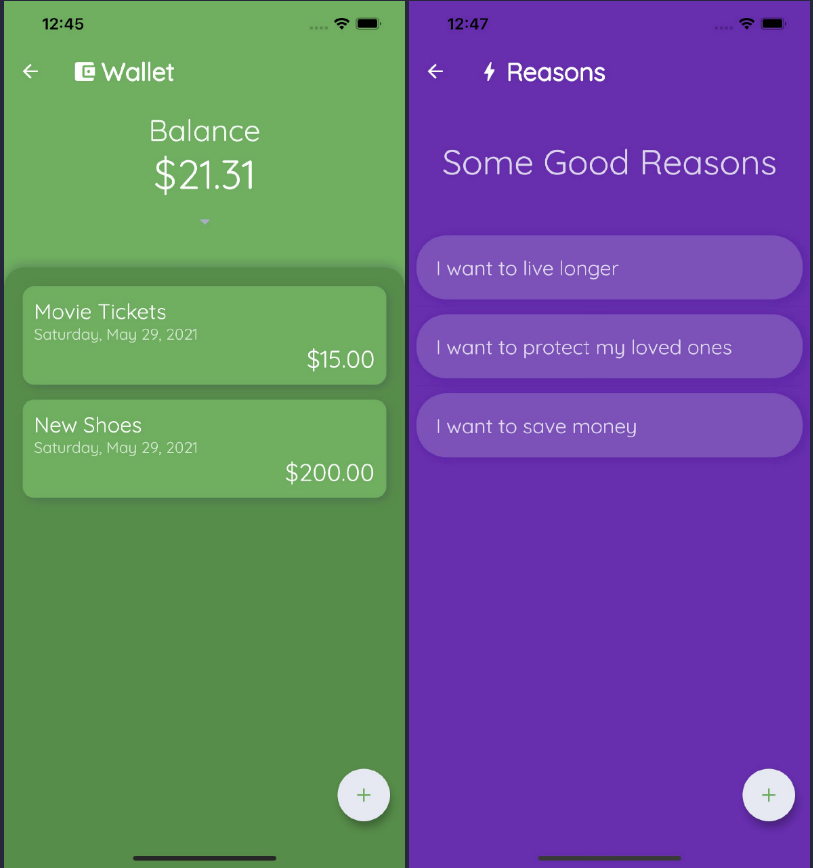 12:45
Wallet
Balance
$21.31
Movie Tickets
Saturday, May 29, 2021
$15.00
New Shoes
Saturday, May 29, 2021
$200.00
+
12:47
Reasons
Some Good Reasons
I want to live longer
I want to protect my loved ones
I want to save money
+